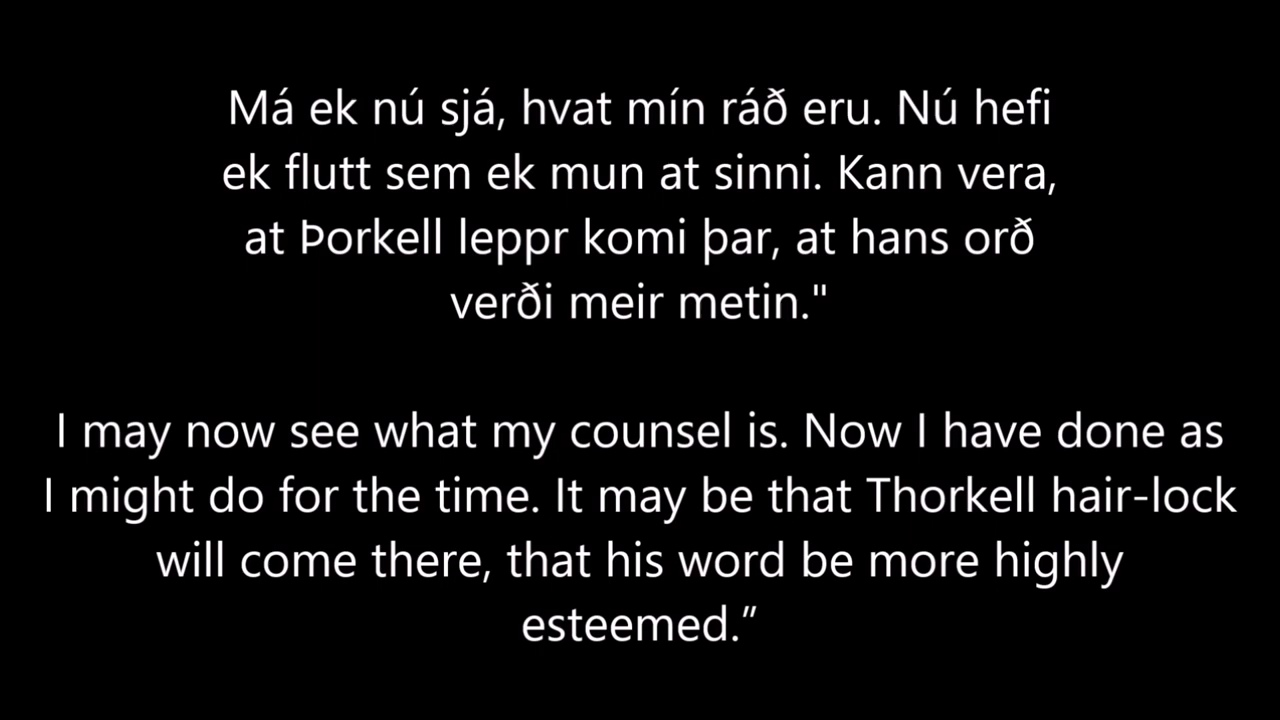 Má ek nú sjá, hvat mín ráð eru. Nú hefi
ek flutt sem ek mun at sinni. Kann vera,
at Þorkell leppr komi þar, at hans orð
verði meir metin."
I may now see what my counsel is. Now I have done as
I might do for the time. It may be that Thorkell hair-lock
will come there, that his word be more highly
esteemed.”